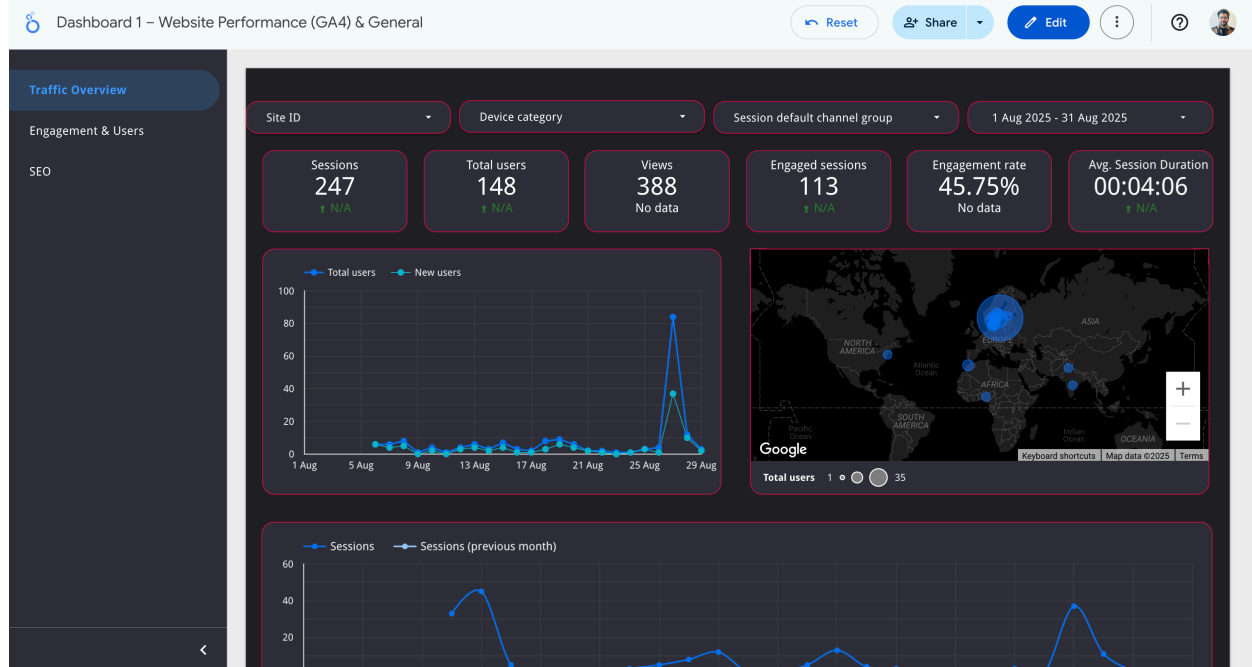 Dashboard 1 – Website Performance (GA4) & General
Reset
Share
Edit
Traffic Overview
Engagement & Users
SEO
Site ID
Device category
Session default channel group
1 Aug 2025 - 31 Aug 2025
Sessions
247
N/A
Total users
148
N/A
Views
388
No data
Engaged sessions
113
N/A
Engagement rate
45.75%
No data
Avg. Session Duration
00:04:06
N/A
Total users
New users
100
80
60
40
20
0
1 Aug
5 Aug
9 Aug
13 Aug
17 Aug
21 Aug
25 Aug
29 Aug
ASIA
NORTH
AMERICA
EUROPE
Atlantic
Ocean
AFRICA
SOUTH
AMERICA
Pacific
Ocean
Indian
Ocean
OCEANIA
Google
Keyboard shortcuts
Map data ©2025
Terms
Total users
1
35
Sessions
Sessions (previous month)
60
40
20